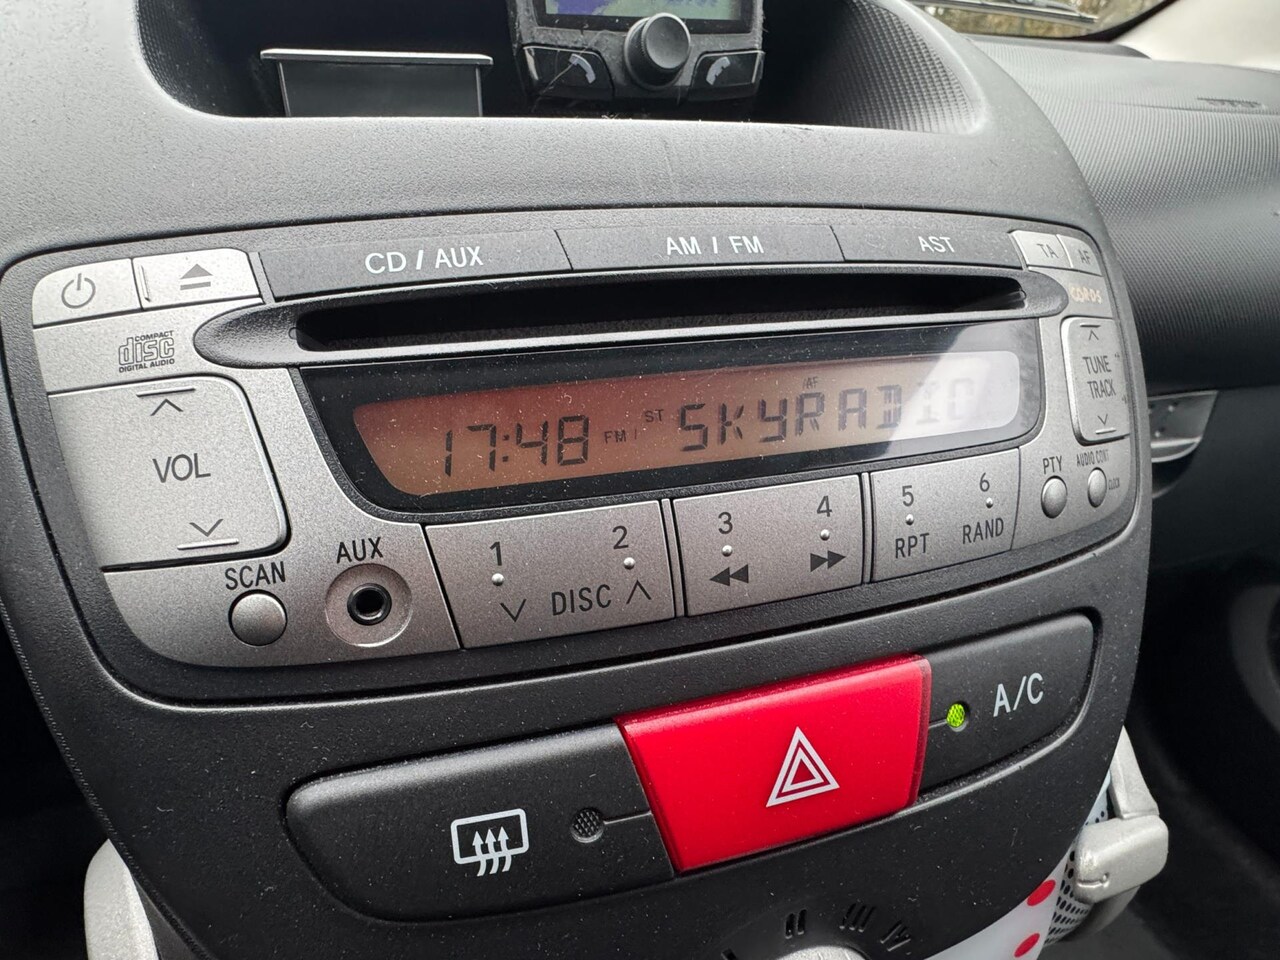 CD / AUX
AM / FM
AST
TA
AF
COMPACT
disc
DIGITAL AUDIO
VOL
17:48 FM I ST AF SKYRADIO
TUNE
TRACK
PTY
AUDIO CONT
CLOCK
SCAN
AUX
1
2
DISC
3
4
5
RPT
6
RAND
A/C